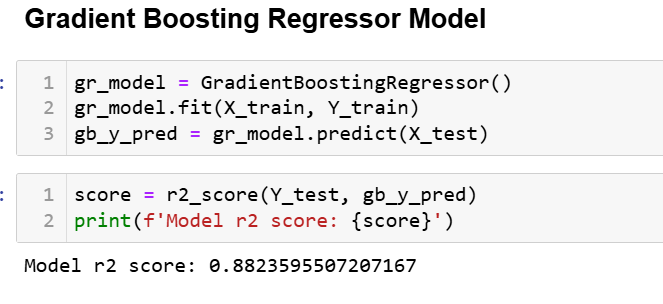 Gradient Boosting Regressor Model
: 1 gr_model = GradientBoostingRegressor()
2 gr_model.fit(X_train, Y_train)
3 gb_y_pred = gr_model.predict(X_test)
: 1 score = r2_score(Y_test, gb_y_pred)
2 print(f'Model r2 score: {score}')
Model r2 score: 0.8823595507207167